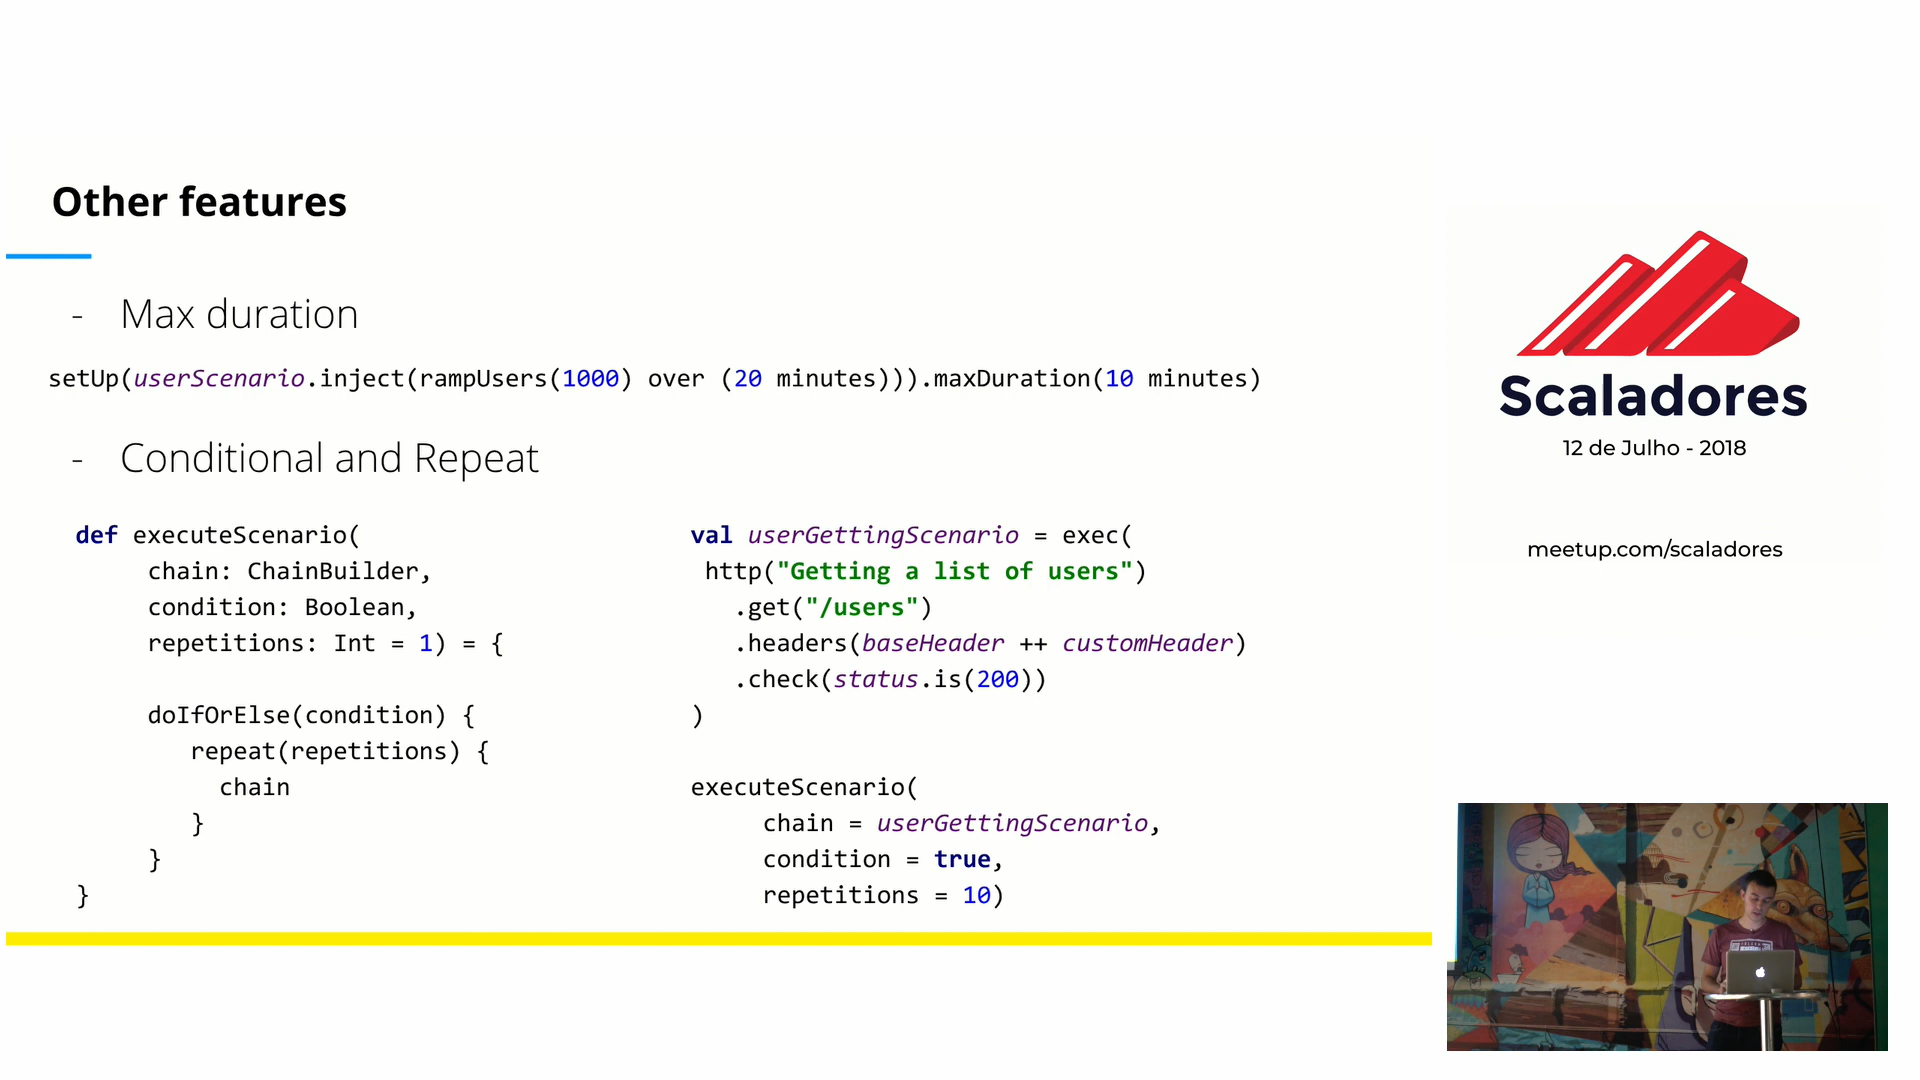 Other features
- Max duration
setUp(userScenario.inject(rampUsers(1000) over (20 minutes))).maxDuration(10 minutes)
- Conditional and Repeat
def executeScenario(
chain: ChainBuilder,
condition: Boolean,
repetitions: Int = 1) = {
doIfOrElse(condition) {
repeat(repetitions) {
chain
}
}
}
val userGettingScenario = exec(
http("Getting a list of users")
.get("/users")
.headers(baseHeader ++ customHeader)
.check(status.is(200))
)
executeScenario(
chain = userGettingScenario,
condition = true,
repetitions = 10)
Scaladores
12 de Julho - 2018
meetup.com/scaladores